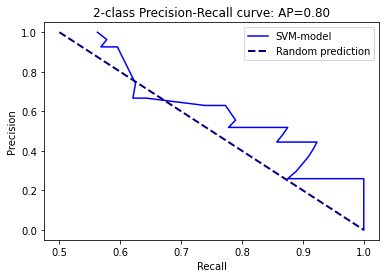 2-class Precision-Recall curve: AP=0.80
SVM-model
Random prediction
Precision
1.0
0.8
0.6
0.4
0.2
0.0
0.5
0.6
0.7
0.8
0.9
1.0
Recall